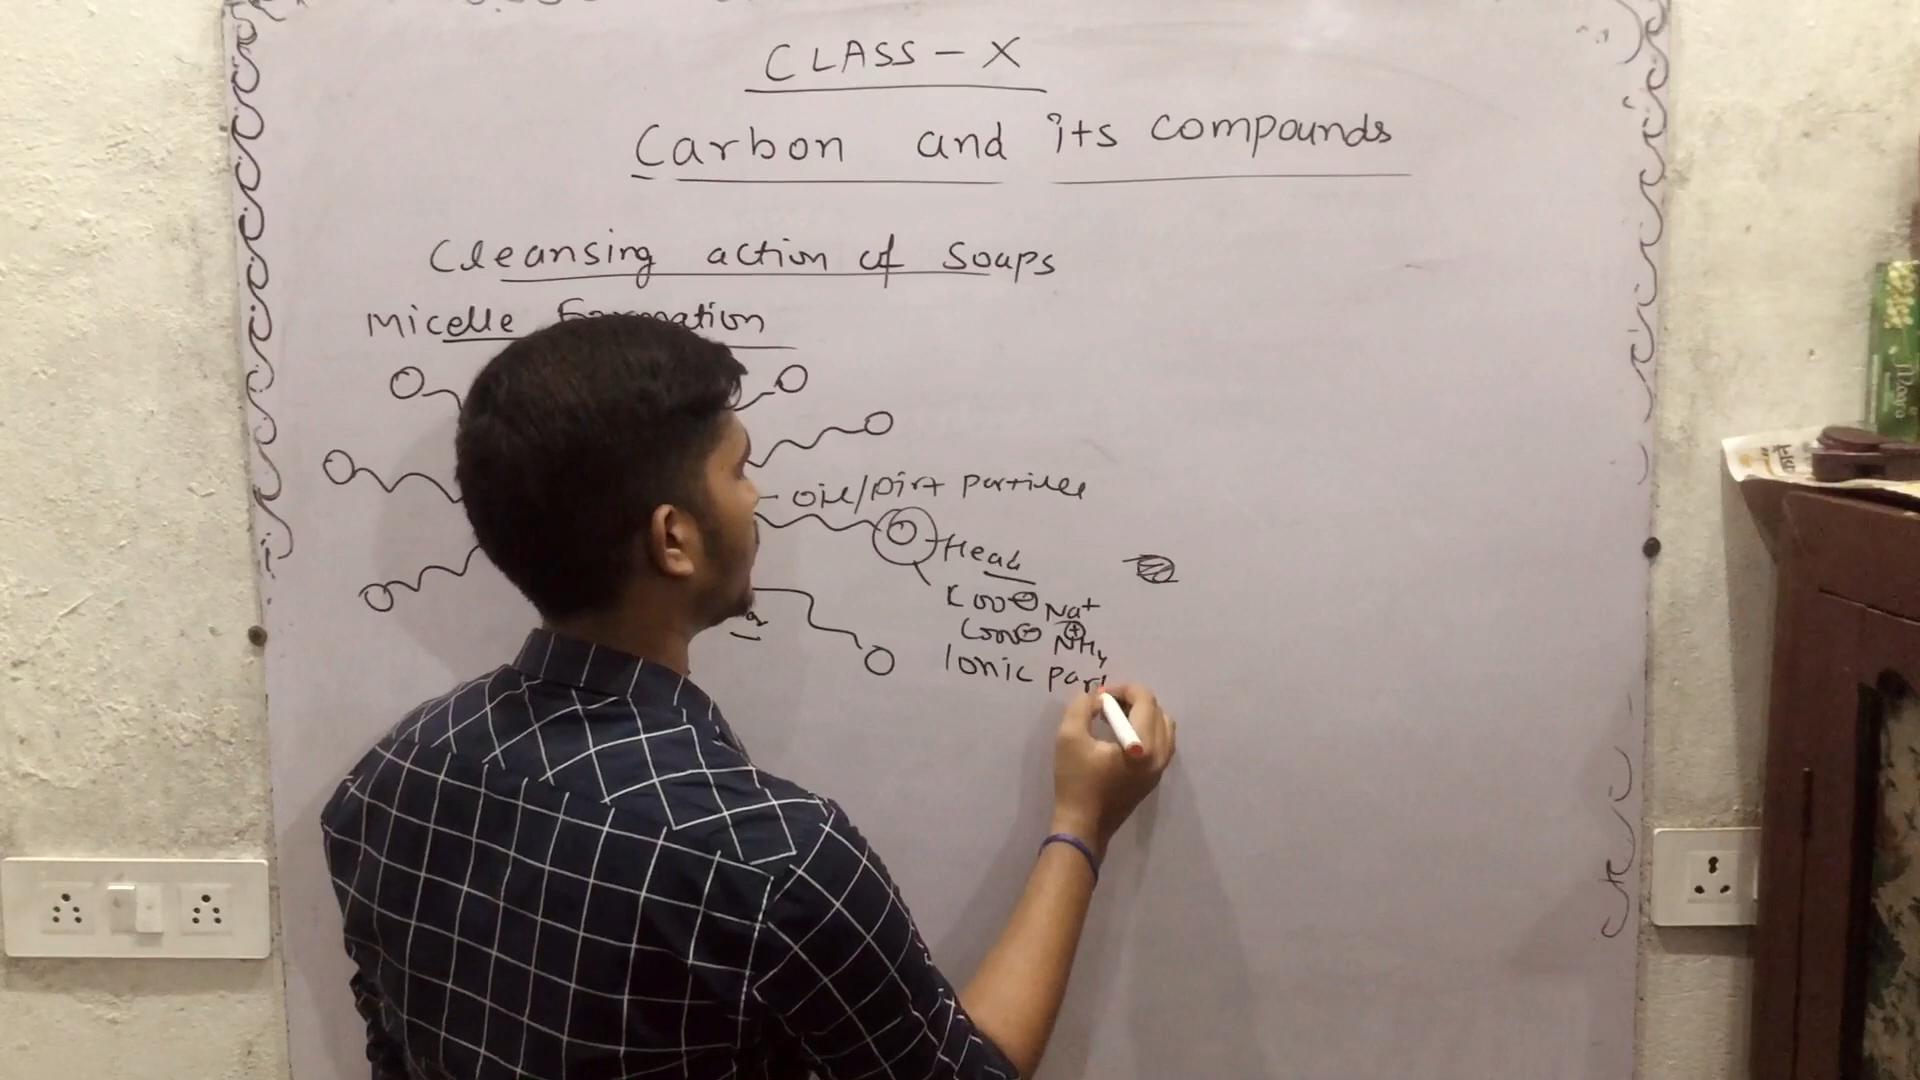 CLASS - X
Carbon and its compounds
Cleansing action of Soaps
Micelle Formation
- oil/Dirt particles
Head
COO⊖ Na+
COO⊖ NH4⊕
Ionic part